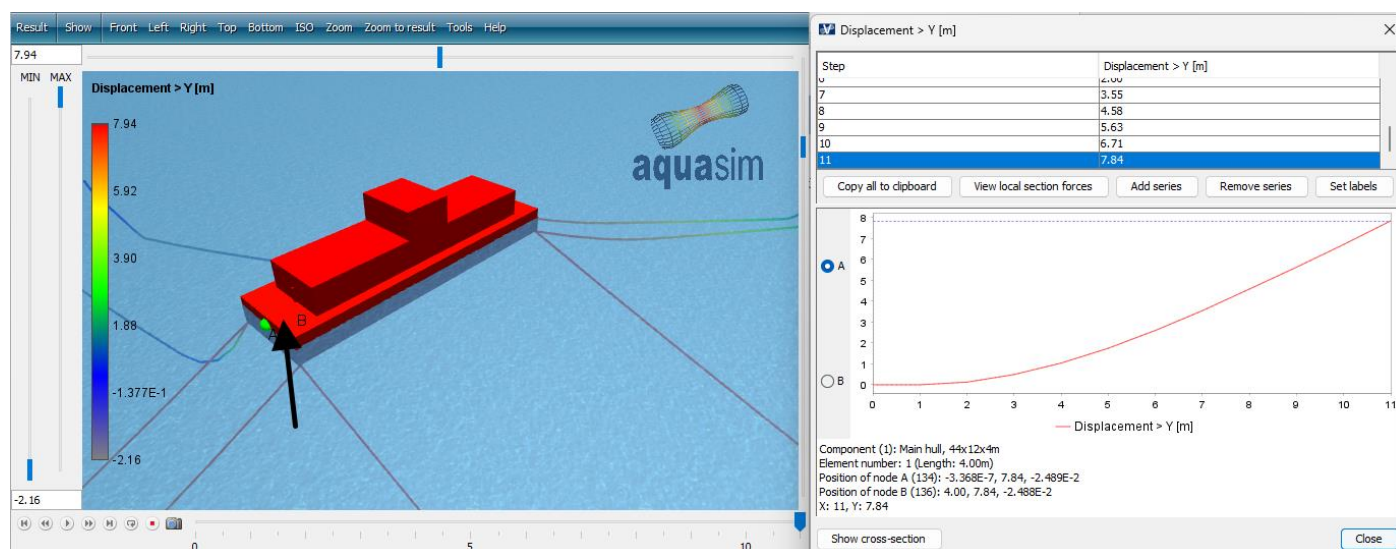 Result Show Front Left Right Top Bottom ISO Zoom Zoom to result Tools Help
7.94
MIN MAX
Displacement > Y [m]
7.94
5.92
3.90
1.88
-1.377E-1
-2.16
aquasim
A
B
-2.16
0 5 10
Displacement > Y [m]
Step Displacement > Y [m]
7 3.55
8 4.58
9 5.63
10 6.71
11 7.84
Copy all to clipboard View local section forces Add series Remove series Set labels
A
B
8
7
6
5
4
3
2
1
0
0 1 2 3 4 5 6 7 8 9 10 11
Displacement > Y [m]
Component (1): Main hull, 44x12x4m
Element number: 1 (Length: 4.00m)
Position of node A (134): -3.368E-7, 7.84, -2.489E-2
Position of node B (136): 4.00, 7.84, -2.488E-2
X: 11, Y: 7.84
Show cross-section Close